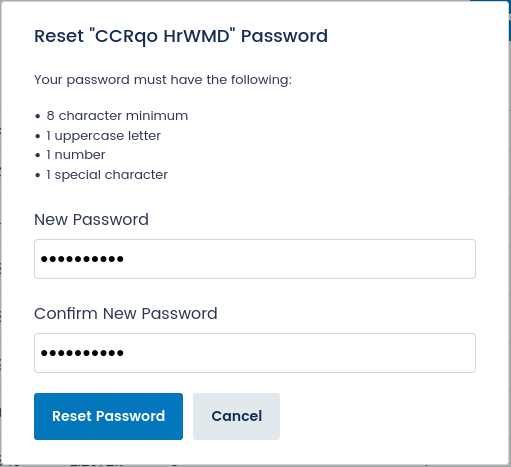 Reset "CCRqo HrWMD" Password
Your password must have the following:
• 8 character minimum
• 1 uppercase letter
• 1 number
• 1 special character
New Password
••••••••••
Confirm New Password
••••••••••
Reset Password Cancel